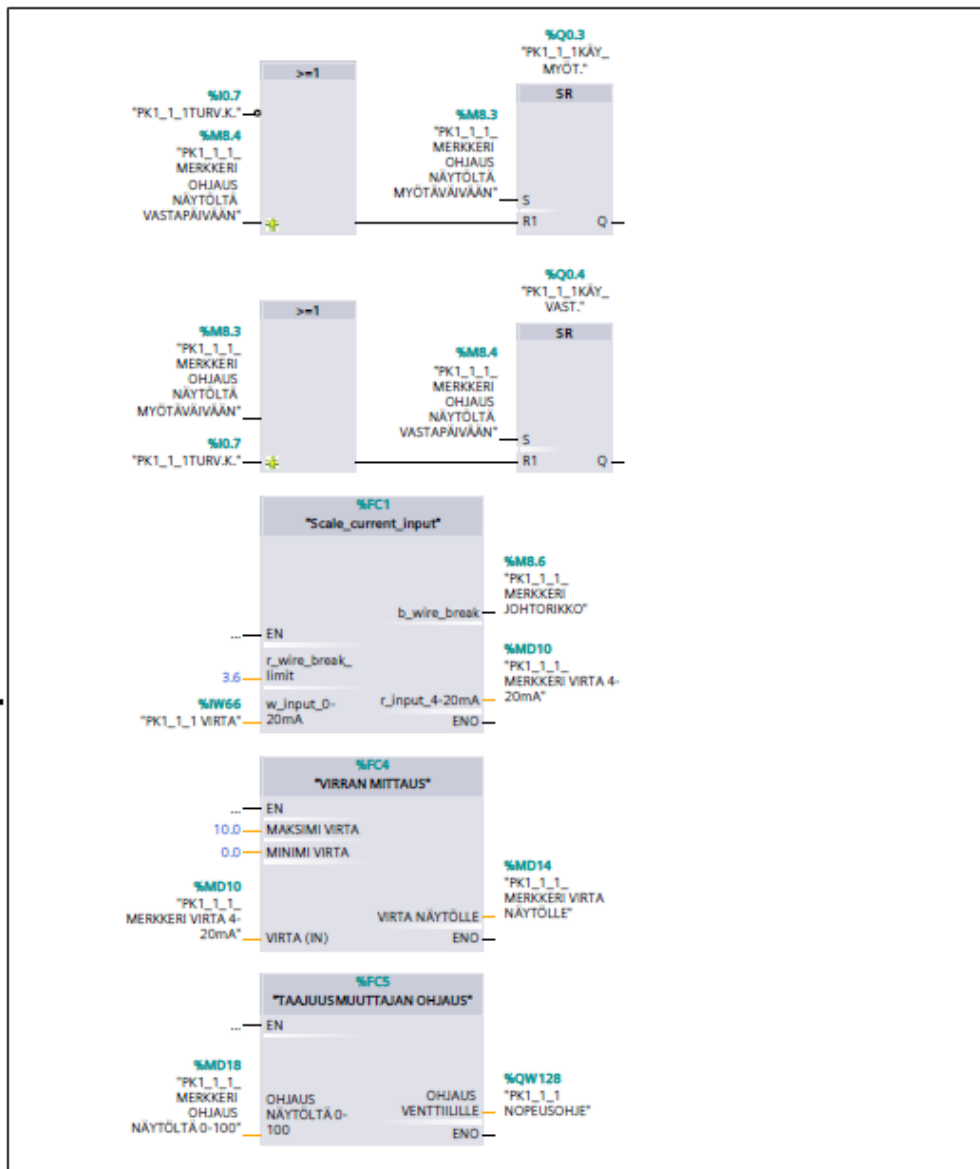 %Q0.3
"PK1_1_1KÄY_
MYÖT."
>=1
SR
%I0.7
"PK1_1_1TURV.K."
%M8.4
"PK1_1_1_
MERKKERI
OHJAUS
NÄYTÖLTÄ
VASTAPÄIVÄÄN"
%M8.3
"PK1_1_1_
MERKKERI
OHJAUS
NÄYTÖLTÄ
MYÖTÄVÄIVÄÄN"
S
R1
Q
%Q0.4
"PK1_1_1KÄY_
VAST."
>=1
SR
%M8.3
"PK1_1_1_
MERKKERI
OHJAUS
NÄYTÖLTÄ
MYÖTÄVÄIVÄÄN"
%I0.7
"PK1_1_1TURV.K."
%M8.4
"PK1_1_1_
MERKKERI
OHJAUS
NÄYTÖLTÄ
VASTAPÄIVÄÄN"
S
R1
Q
%FC1
"Scale_current_input"
... EN
3.6
r_wire_break_
limit
%IW66
"PK1_1_1 VIRTA"
w_input_0-
20mA
b_wire_break
%M8.6
"PK1_1_1_
MERKKERI
JOHTORIKKO"
r_input_4-20mA
%MD10
"PK1_1_1_
MERKKERI VIRTA 4-
20mA"
ENO
%FC4
"VIRRAN MITTAUS"
... EN
10.0 MAKSIMI VIRTA
0.0 MINIMI VIRTA
%MD10
"PK1_1_1_
MERKKERI VIRTA 4-
20mA"
VIRTA (IN)
VIRTA NÄYTÖLLE
%MD14
"PK1_1_1_
MERKKERI VIRTA
NÄYTÖLLE"
ENO
%FC5
"TAAJUUSMUUTTAJAN OHJAUS"
... EN
%MD18
"PK1_1_1_
MERKKERI
OHJAUS
NÄYTÖLTÄ 0-100"
OHJAUS
NÄYTÖLTÄ 0-
100
OHJAUS
VENTTIILILLE
%QW128
"PK1_1_1
NOPEUSOHJE"
ENO